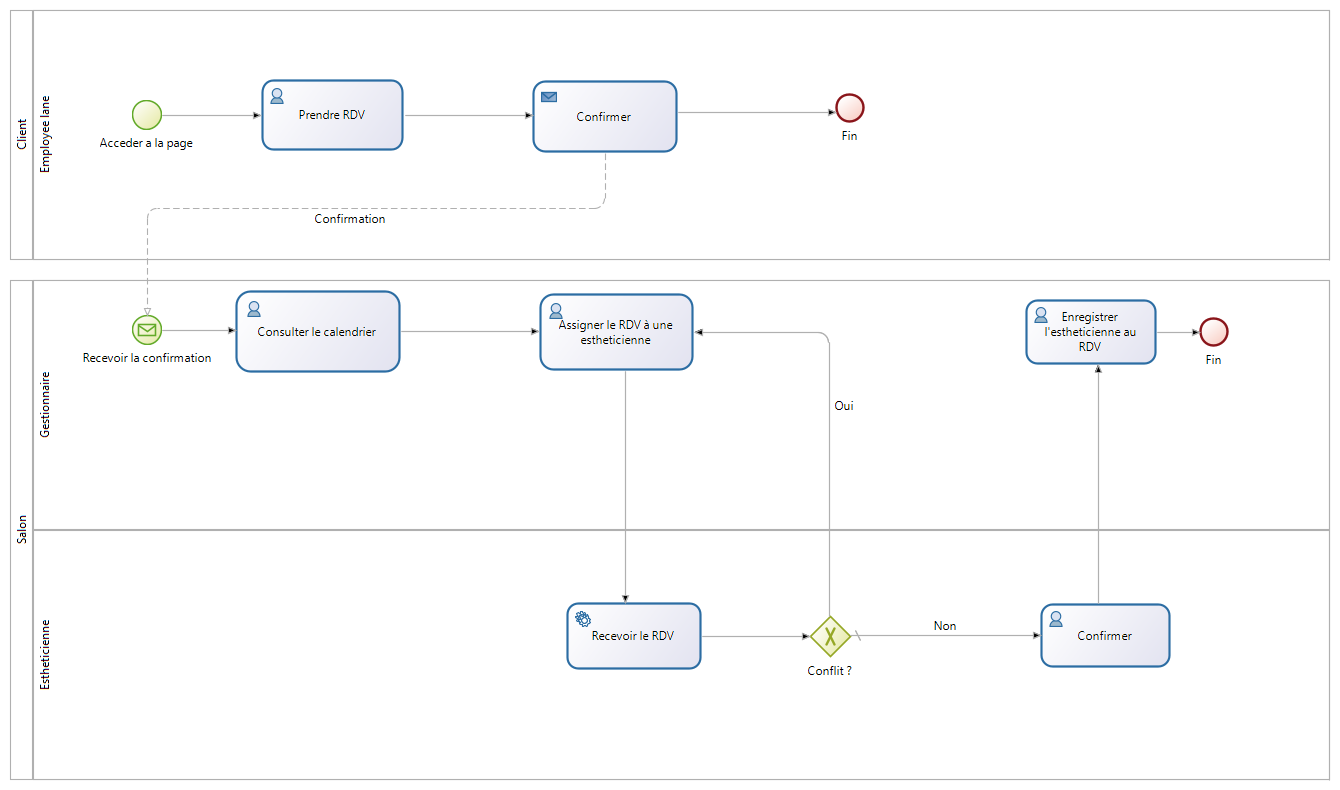 Client
Employee lane
Acceder a la page
Prendre RDV
Confirmer
Fin
Confirmation
Salon
Gestionnaire
Recevoir la confirmation
Consulter le calendrier
Assigner le RDV à une
estheticienne
Oui
Enregistrer
l'estheticienne au
RDV
Fin
Estheticienne
Recevoir le RDV
Conflit ?
Non
Confirmer